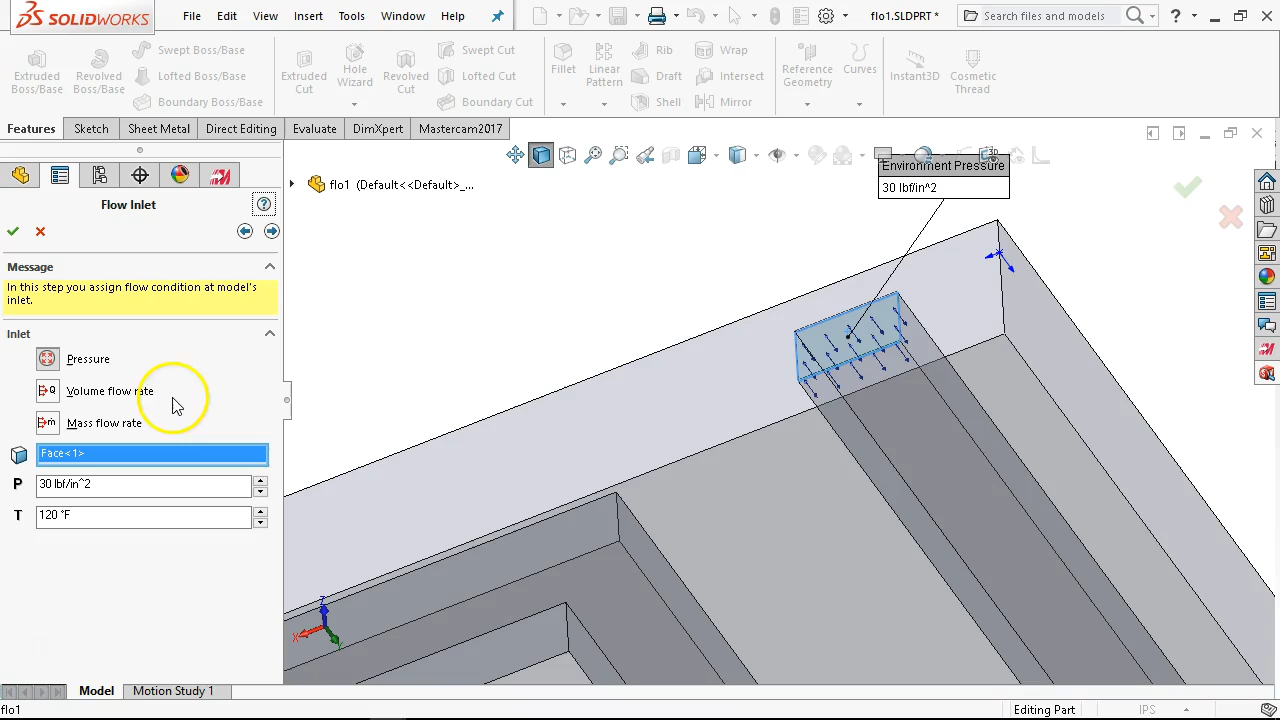 SOLIDWORKS
File Edit View Insert Tools Window Help
flo1.SLDPRT *
Search files and models
Extruded Boss/Base
Revolved Boss/Base
Swept Boss/Base
Lofted Boss/Base
Boundary Boss/Base
Extruded Cut
Hole Wizard
Revolved Cut
Swept Cut
Lofted Cut
Boundary Cut
Fillet
Linear Pattern
Rib
Draft
Shell
Wrap
Intersect
Mirror
Reference Geometry
Curves
Instant3D
Cosmetic Thread
Features Sketch Sheet Metal Direct Editing Evaluate DimXpert Mastercam2017
Flow Inlet
flo1 (Default<<Default>_...
Environment Pressure
30 lbf/in^2
Message
In this step you assign flow condition at model's
inlet.
Inlet
Pressure
Volume flow rate
Mass flow rate
Face<1>
P 30 lbf/in^2
T 120 °F
Z
X
Model Motion Study 1
flo1
Editing Part
IPS